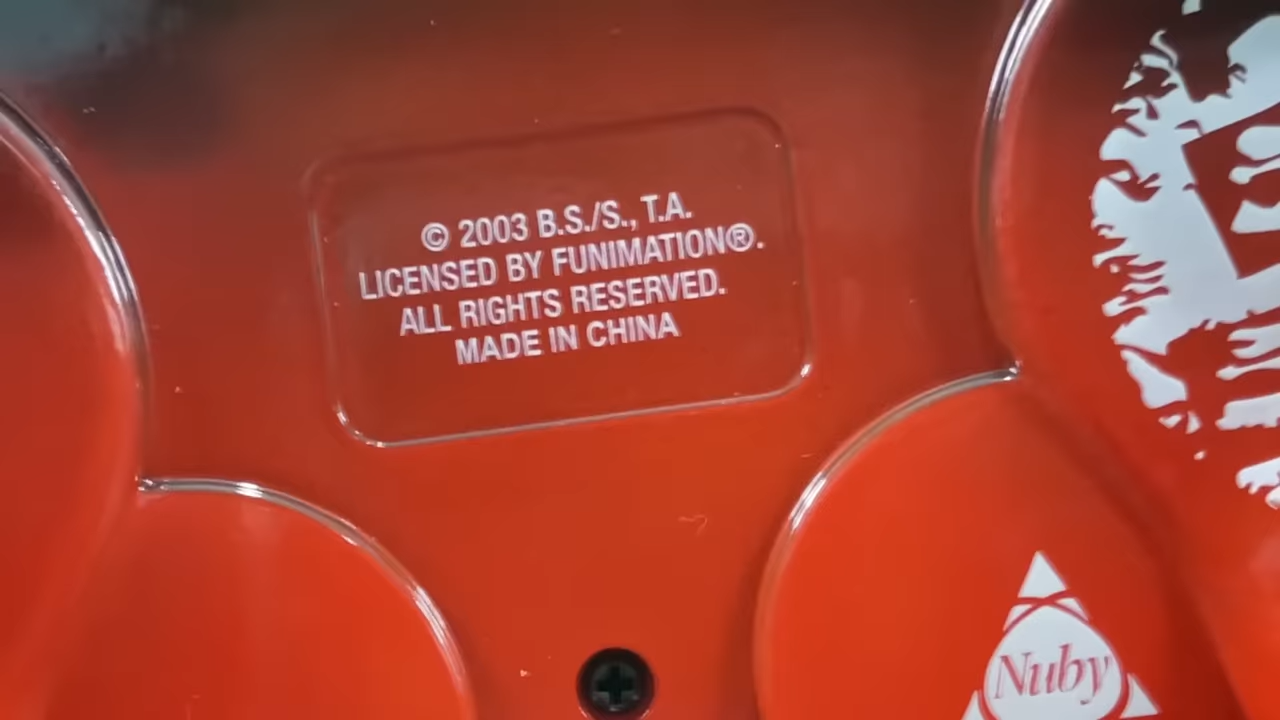 © 2003 B.S./S., T.A.
LICENSED BY FUNIMATION®.
ALL RIGHTS RESERVED.
MADE IN CHINA
Nuby